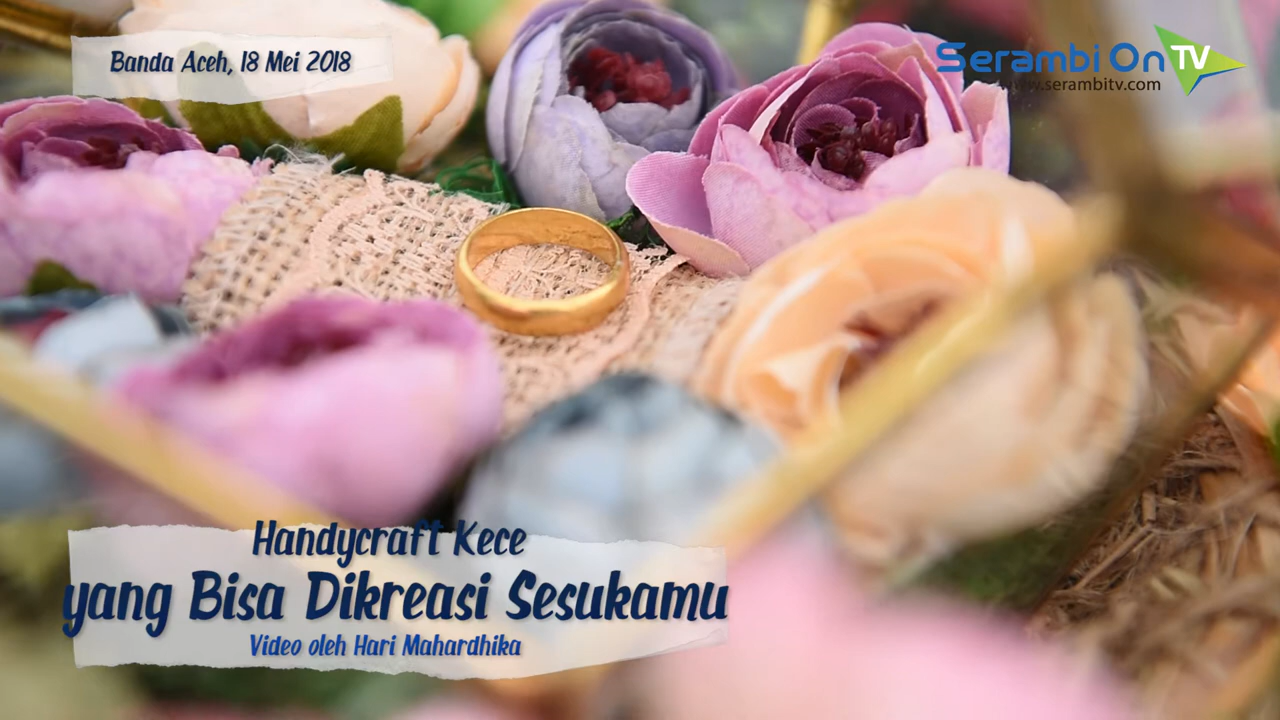 Banda Aceh, 18 Mei 2018
Serambi On TV
www.serambitv.com
Handycraft Kece
yang Bisa Dikreasi Sesukamu
Video oleh Hari Mahardhika